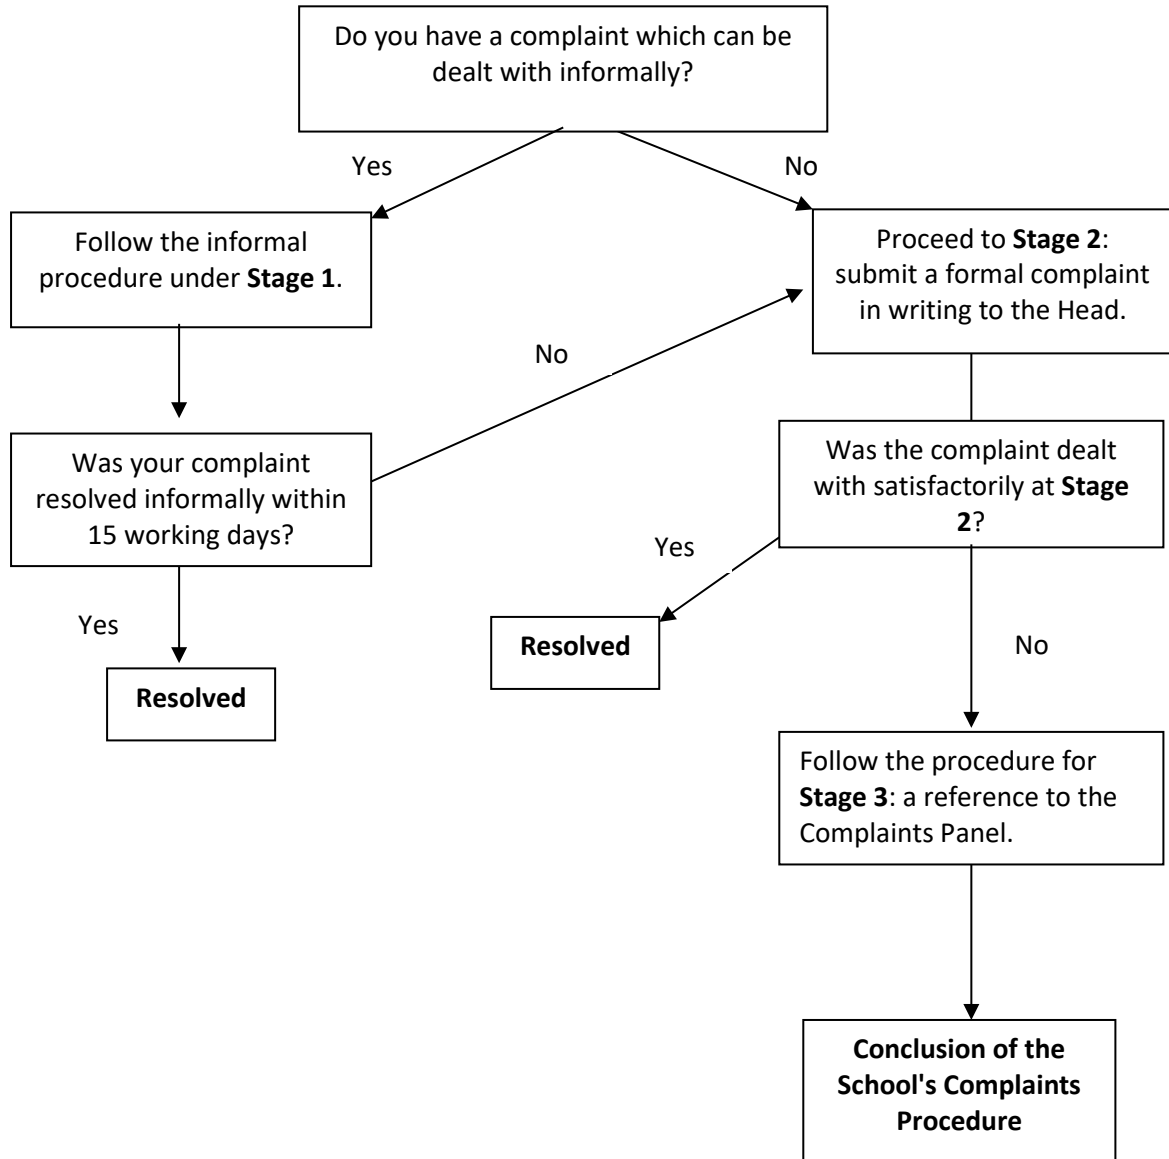 Do you have a complaint which can be
dealt with informally?
Yes
No
Follow the informal
procedure under Stage 1.
Proceed to Stage 2:
submit a formal complaint
in writing to the Head.
No
Was your complaint
resolved informally within
15 working days?
Was the complaint dealt
with satisfactorily at Stage
2?
Yes
Yes
Resolved
Resolved
No
Follow the procedure for
Stage 3: a reference to the
Complaints Panel.
Conclusion of the
School's Complaints
Procedure